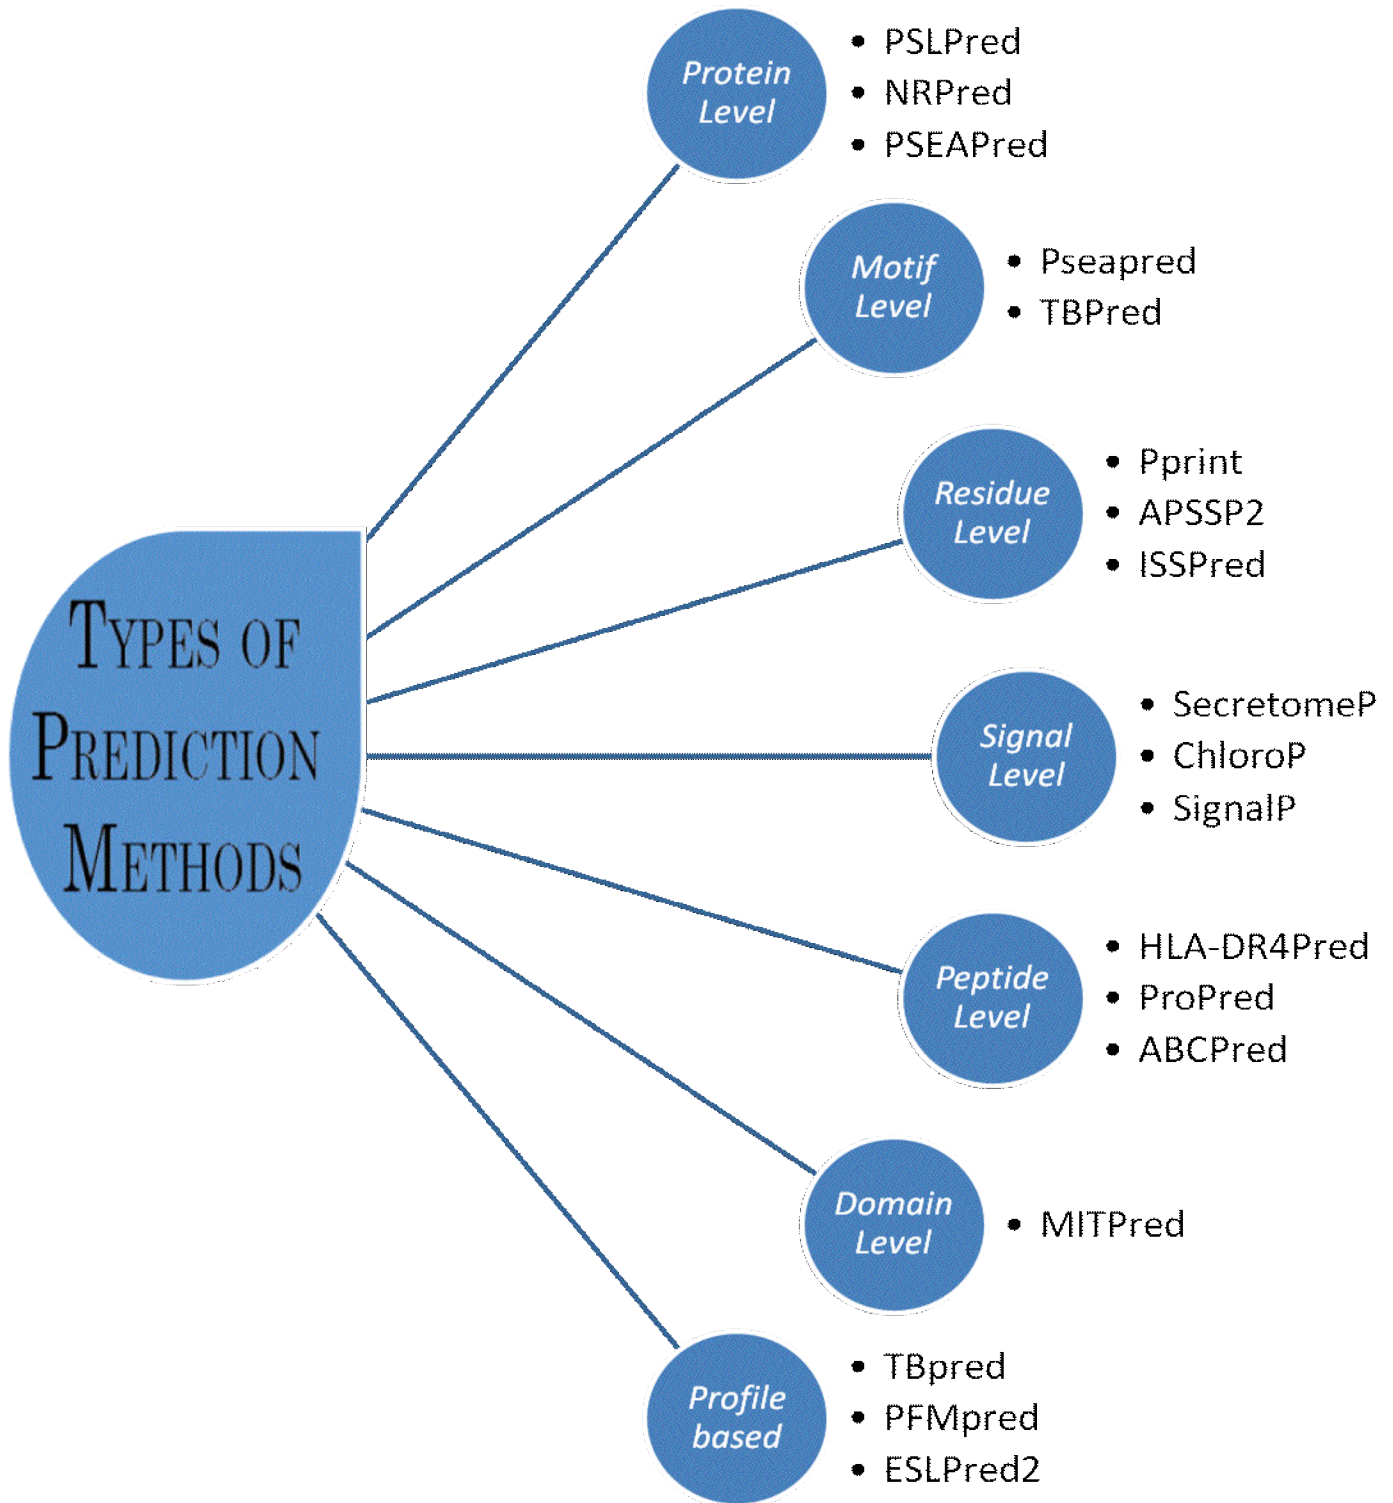 Protein
Level
• PSLPred
• NRPred
• PSEAPred
Motif
Level
• Pseapred
• TBPred
Residue
Level
• Pprint
• APSSP2
• ISSPred
TYPES OF
PREDICTION
METHODS
Signal
Level
• SecretomeP
• ChloroP
• SignalP
Peptide
Level
• HLA-DR4Pred
• ProPred
• ABCPred
Domain
Level
• MITPred
Profile
based
• TBpred
• PFMpred
• ESLPred2